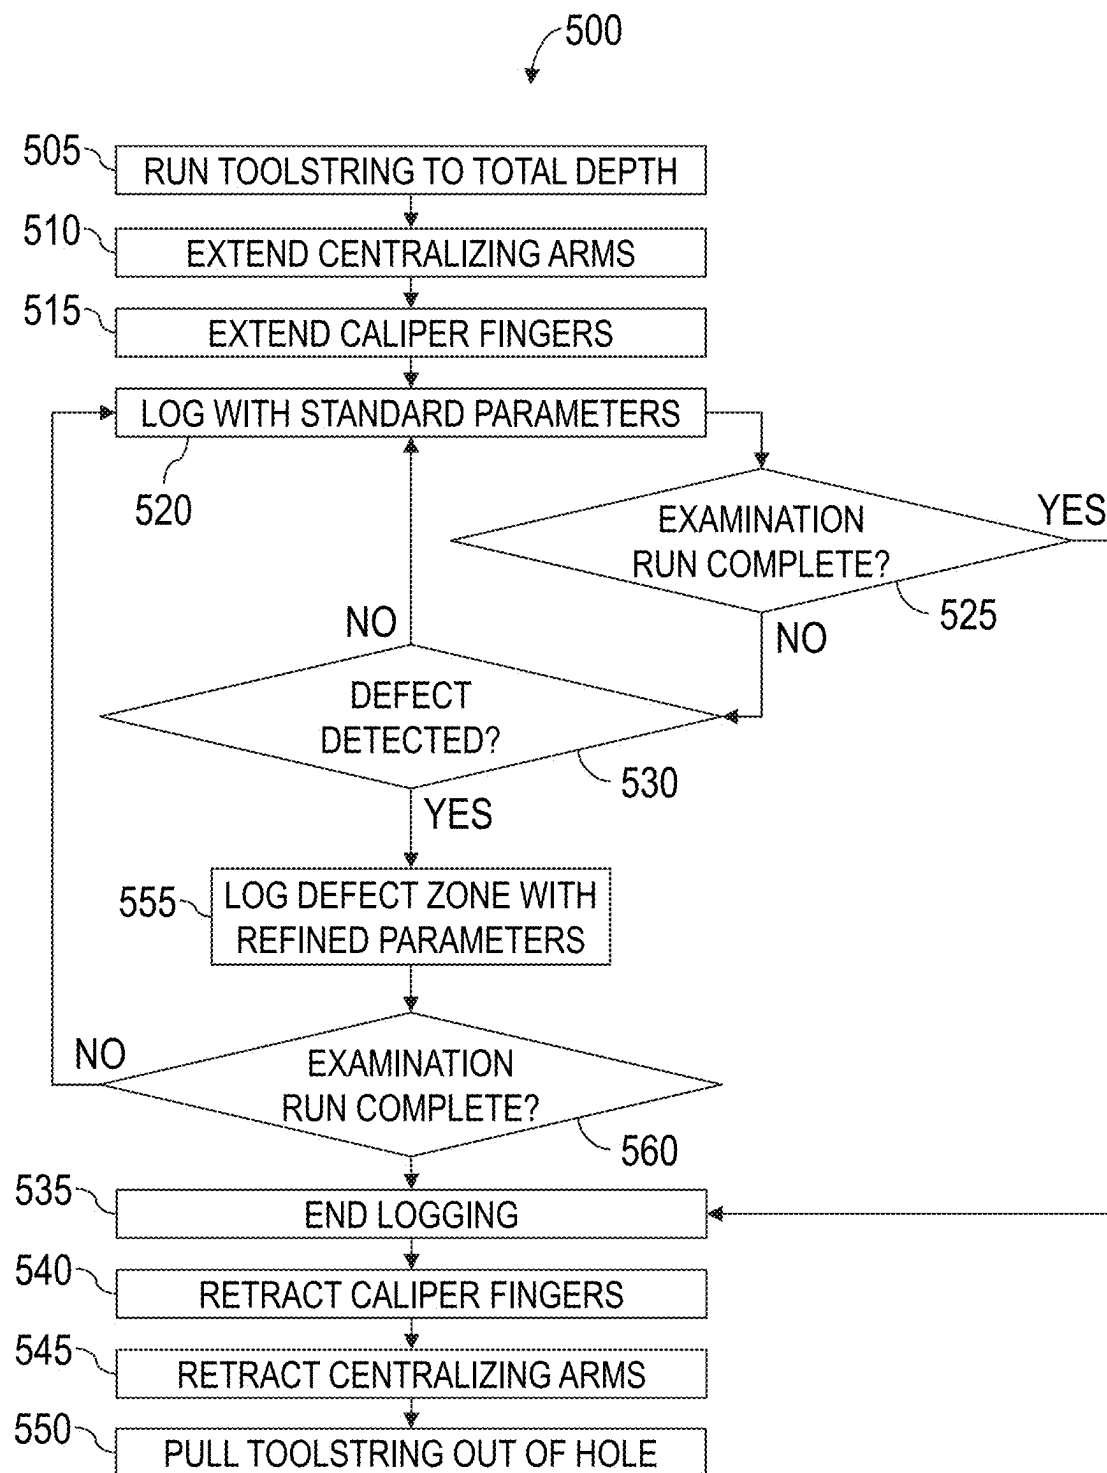 500
505
RUN TOOLSTRING TO TOTAL DEPTH
510
EXTEND CENTRALIZING ARMS
515
EXTEND CALIPER FINGERS
LOG WITH STANDARD PARAMETERS
520
EXAMINATION
RUN COMPLETE?
YES
525
NO
NO
DEFECT
DETECTED?
530
YES
555
LOG DEFECT ZONE WITH
REFINED PARAMETERS
NO
EXAMINATION
RUN COMPLETE?
560
535
END LOGGING
540
RETRACT CALIPER FINGERS
545
RETRACT CENTRALIZING ARMS
550
PULL TOOLSTRING OUT OF HOLE